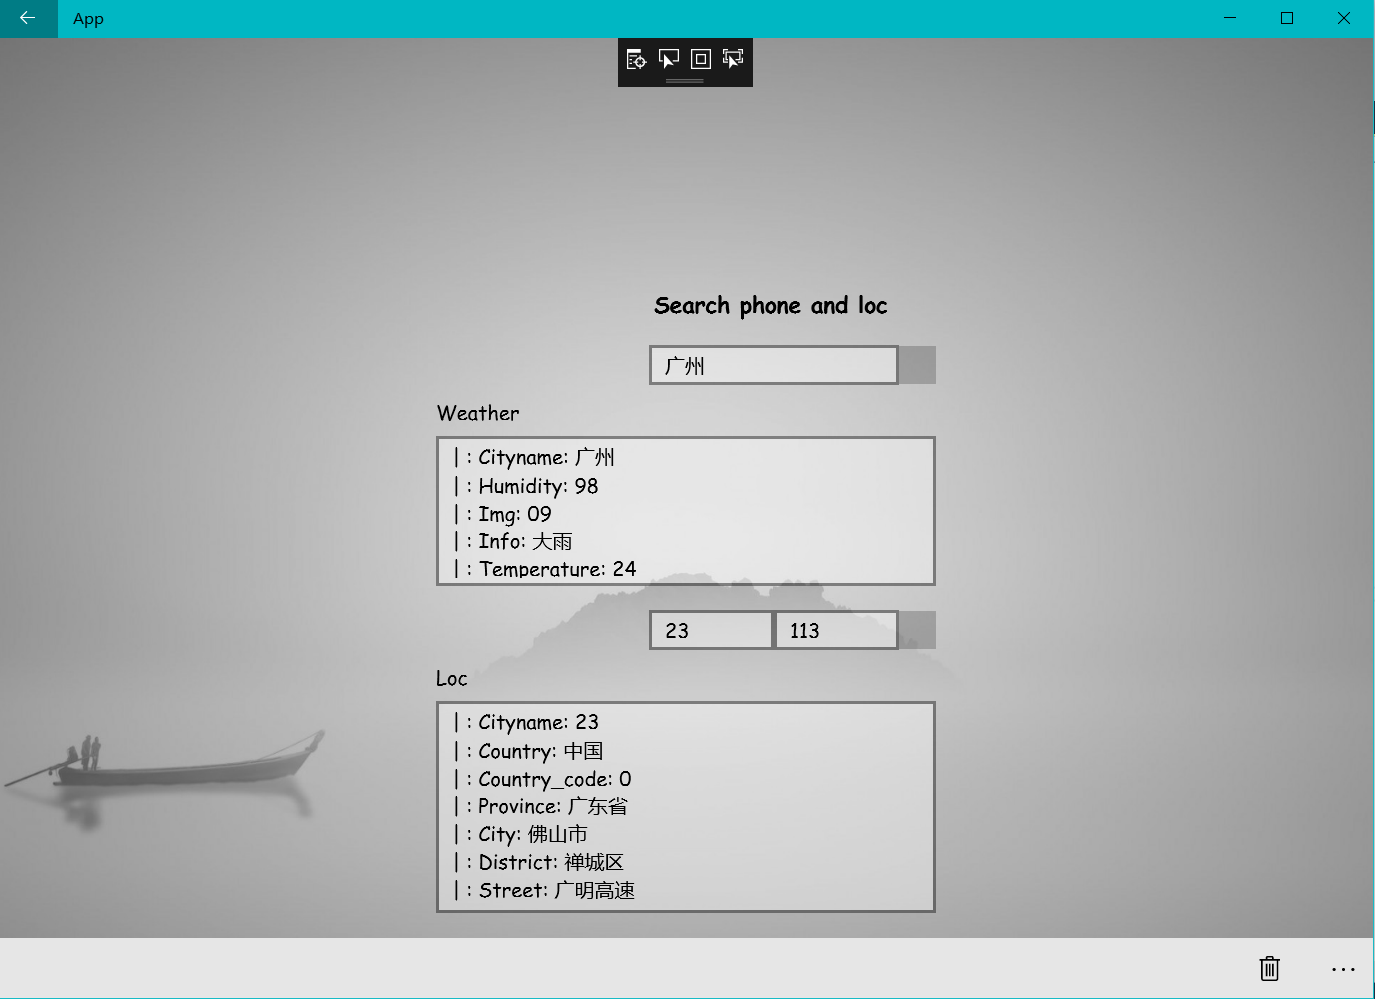 App
Search phone and loc
广州
Weather
| : Cityname: 广州
| : Humidity: 98
| : Img: 09
| : Info: 大雨
| : Temperature: 24
23 113
Loc
| : Cityname: 23
| : Country: 中国
| : Country_code: 0
| : Province: 广东省
| : City: 佛山市
| : District: 禅城区
| : Street: 广明高速